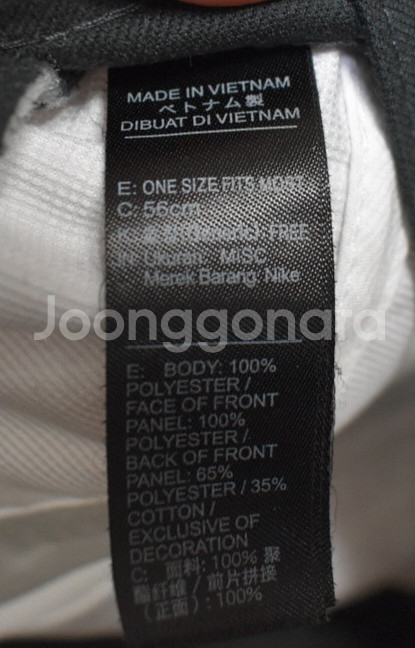 MADE IN VIETNAM
ベトナム製
DIBUAT DI VIETNAM
E: ONE SIZE FITS MOST
C: 56cm
FREE
Ukuran: MISC
Merek Barang: Nike
Joonggonara
E: BODY: 100%
POLYESTER /
FACE OF FRONT
PANEL: 100%
POLYESTER /
BACK OF FRONT
PANEL: 65%
POLYESTER / 35%
COTTON /
EXCLUSIVE OF
DECORATION
C: 面料: 100% 聚
酯纤维 / 前片拼接
(正面) : 100%